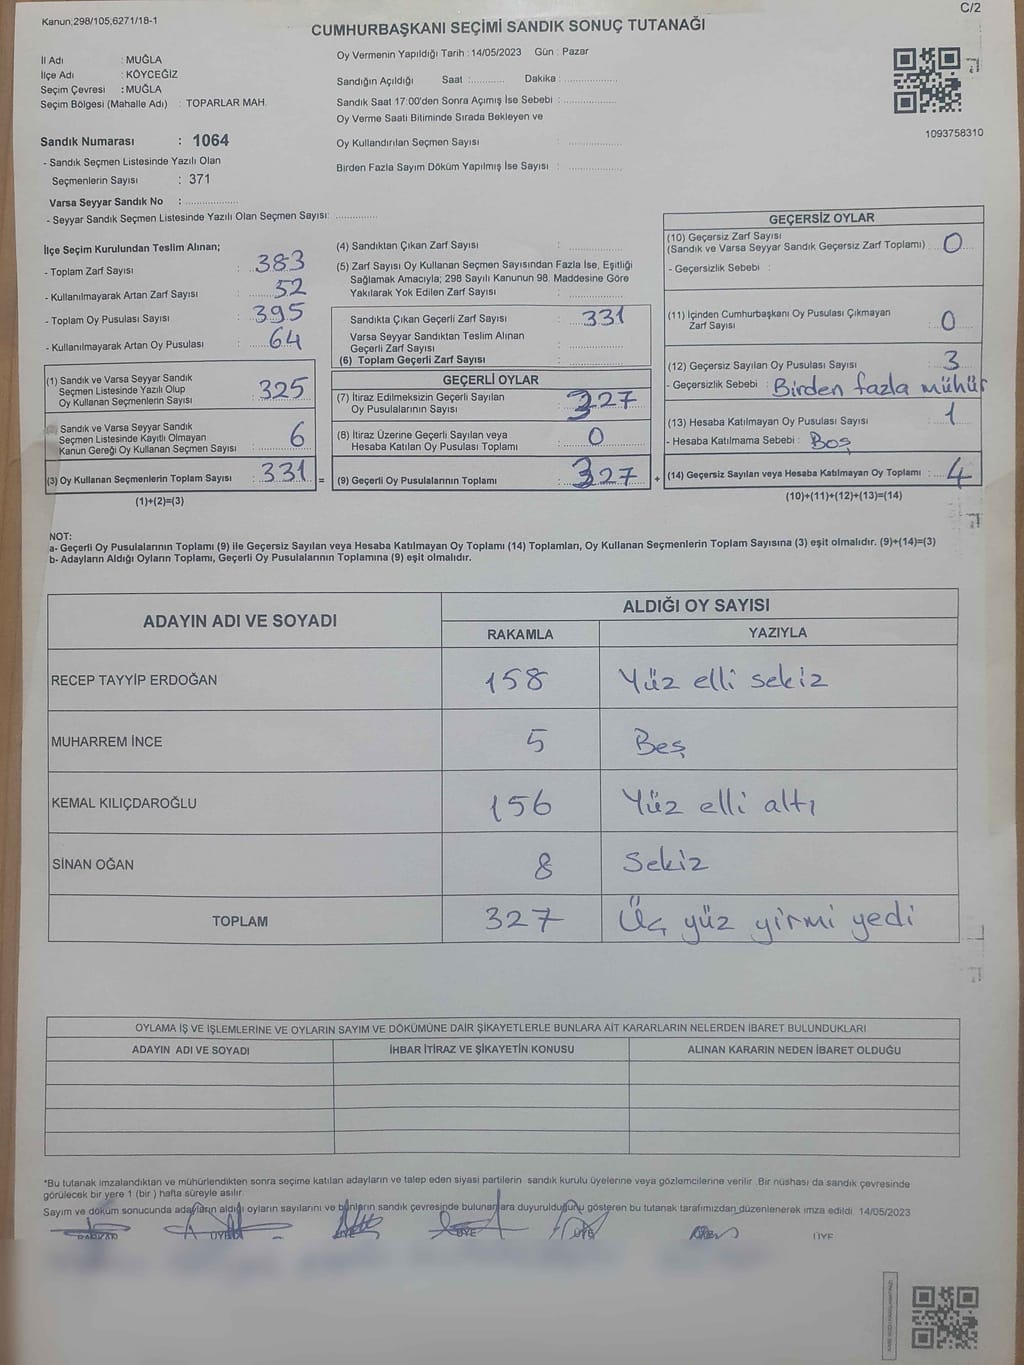 Kanun;298/105,6271/18-1
C/2
CUMHURBAŞKANI SEÇİMİ SANDIK SONUÇ TUTANAĞI
İl Adı : MUĞLA
İlçe Adı : KÖYCEĞİZ
Seçim Çevresi : MUĞLA
Seçim Bölgesi (Mahalle Adı) : TOPARLAR MAH.
Oy Vermenin Yapıldığı Tarih : 14/05/2023 Gün : Pazar
Sandığın Açıldığı Saat :........... Dakika : ..................
Sandık Saat 17:00'den Sonra Açımış İse Sebebi : ................
Oy Verme Saati Bitiminde Sırada Bekleyen ve
Oy Kullandırılan Seçmen Sayısı : ................
Birden Fazla Sayım Döküm Yapılmış İse Sayısı : ................
1093758310
Sandık Numarası : 1064
- Sandık Seçmen Listesinde Yazılı Olan
Seçmenlerin Sayısı : 371
Varsa Seyyar Sandık No : ................
- Seyyar Sandık Seçmen Listesinde Yazılı Olan Seçmen Sayısı: ............
İlçe Seçim Kurulundan Teslim Alınan;
- Toplam Zarf Sayısı : 383
- Kullanılmayarak Artan Zarf Sayısı : 52
- Toplam Oy Pusulası Sayısı : 395
- Kullanılmayarak Artan Oy Pusulası : 64
(1) Sandık ve Varsa Seyyar Sandık
Seçmen Listesinde Yazılı Olup
Oy Kullanan Seçmenlerin Sayısı : 325
Sandık ve Varsa Seyyar Sandık
Seçmen Listesinde Kayıtlı Olmayan
Kanun Gereği Oy Kullanan Seçmen Sayısı : 6
(3) Oy Kullanan Seçmenlerin Toplam Sayısı : 331 =
(1)+(2)=(3)
(4) Sandıktan Çıkan Zarf Sayısı : ................
(5) Zarf Sayısı Oy Kullanan Seçmen Sayısından Fazla İse, Eşitliği
Sağlamak Amacıyla; 298 Sayılı Kanunun 98. Maddesine Göre
Yakılarak Yok Edilen Zarf Sayısı : ................
Sandıkta Çıkan Geçerli Zarf Sayısı : 331
Varsa Seyyar Sandıktan Teslim Alınan
Geçerli Zarf Sayısı : ................
(6) Toplam Geçerli Zarf Sayısı : ................
GEÇERLİ OYLAR
(7) İtiraz Edilmeksizin Geçerli Sayılan
Oy Pusulalarının Sayısı : 327
(8) İtiraz Üzerine Geçerli Sayılan veya
Hesaba Katılan Oy Pusulası Toplamı : 0
(9) Geçerli Oy Pusulalarının Toplamı : 327 +
GEÇERSİZ OYLAR
(10) Geçersiz Zarf Sayısı
(Sandık ve Varsa Seyyar Sandık Geçersiz Zarf Toplamı) : 0
- Geçersizlik Sebebi :
(11) İçinden Cumhurbaşkanı Oy Pusulası Çıkmayan
Zarf Sayısı : 0
(12) Geçersiz Sayılan Oy Pusulası Sayısı : 3
- Geçersizlik Sebebi : Birden fazla mühür
(13) Hesaba Katılmayan Oy Pusulası Sayısı : 1
- Hesaba Katılmama Sebebi : Boş
(14) Geçersiz Sayılan veya Hesaba Katılmayan Oy Toplamı : 4
(10)+(11)+(12)+(13)=(14)
NOT:
a- Geçerli Oy Pusulalarının Toplamı (9) ile Geçersiz Sayılan veya Hesaba Katılmayan Oy Toplamı (14) Toplamları, Oy Kullanan Seçmenlerin Toplam Sayısına (3) eşit olmalıdır. (9)+(14)=(3)
b- Adayların Aldığı Oyların Toplamı, Geçerli Oy Pusulalarının Toplamına (9) eşit olmalıdır.
ADAYIN ADI VE SOYADI
ALDIĞI OY SAYISI
RAKAMLA YAZIYLA
RECEP TAYYİP ERDOĞAN 158 Yüz elli sekiz
MUHARREM İNCE 5 Beş
KEMAL KILIÇDAROĞLU 156 Yüz elli altı
SİNAN OĞAN 8 Sekiz
TOPLAM 327 Üç yüz yirmi yedi
OYLAMA İŞ VE İŞLEMLERİNE VE OYLARIN SAYIM VE DÖKÜMÜNE DAİR ŞİKAYETLERLE BUNLARA AİT KARARLARIN NELERDEN İBARET BULUNDUKLARI
ADAYIN ADI VE SOYADI İHBAR İTİRAZ VE ŞİKAYETİN KONUSU ALINAN KARARIN NEDEN İBARET OLDUĞU
*Bu tutanak imzalandıktan ve mühürlendikten sonra seçime katılan adayların ve talep eden siyasi partilerin sandık kurulu üyelerine veya gözlemcilerine verilir .Bir nüshası da sandık çevresinde
görülecek bir yere 1 (bir ) hafta süreyle asılır.
Sayım ve döküm sonucunda adayların aldığı oyların sayılarını ve bunların sandık çevresinde bulunanlara duyurulduğunu gösteren bu tutanak tarafımızdan düzenlenerek imza edildi. 14/05/2023
BAŞKAN ÜYE ÜYE ÜYE ÜYE ÜYE